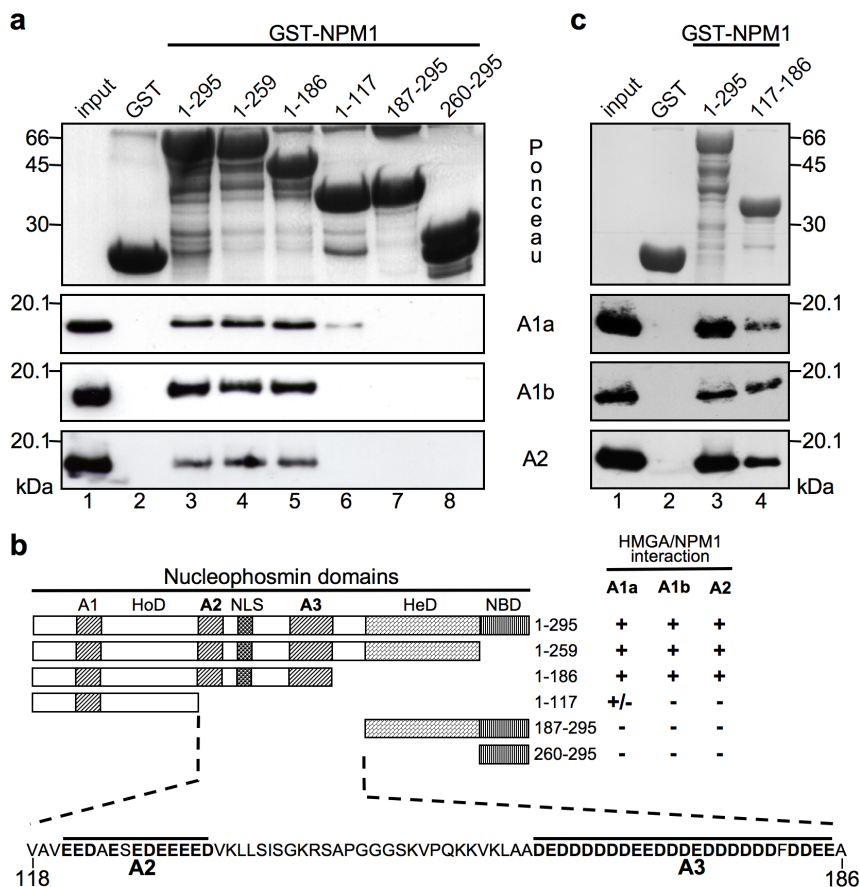 a
GST-NPM1
input GST 1-295 1-259 1-186 1-117 187-295 260-295
66
45
30
Ponceau
20.1
A1a
20.1
A1b
20.1
A2
kDa
1 2 3 4 5 6 7 8
c
GST-NPM1
input GST 1-295 117-186
66
45
30
20.1
20.1
20.1
1 2 3 4 kDa
b
Nucleophosmin domains
A1 HoD A2 NLS A3 HeD NBD
HMGA/NPM1
interaction
A1a A1b A2
1-295 + + +
1-259 + + +
1-186 + + +
1-117 +/- - -
187-295 - - -
260-295 - - -
VAVEEDAESEDEEEEDVKLLSISGKRSAPGGGSKVPQKKVKLAADEDDDDDDEEDDDEDDDDDDFDDEEA
118 A2 A3 186